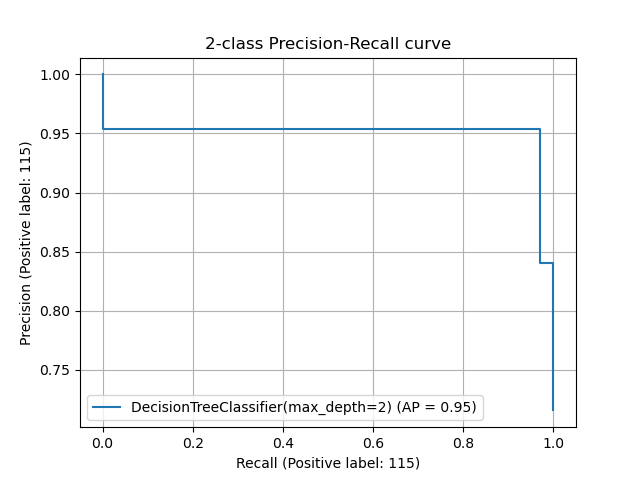 2-class Precision-Recall curve
1.00
0.95
0.90
0.85
0.80
0.75
Precision (Positive label: 115)
DecisionTreeClassifier(max_depth=2) (AP = 0.95)
0.0 0.2 0.4 0.6 0.8 1.0
Recall (Positive label: 115)